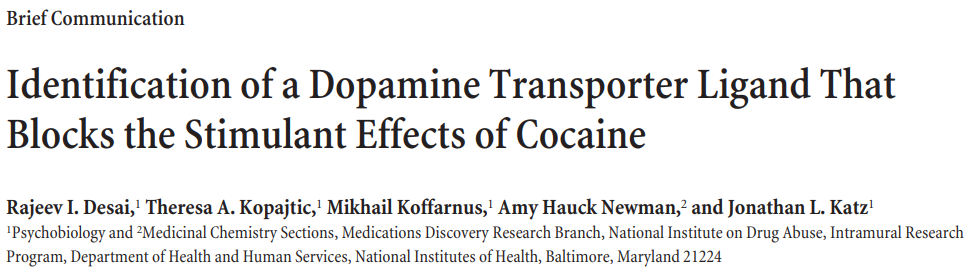 Brief Communication
Identification of a Dopamine Transporter Ligand That
Blocks the Stimulant Effects of Cocaine
Rajeev I. Desai,¹ Theresa A. Kopajtic,¹ Mikhail Koffarnus,¹ Amy Hauck Newman,² and Jonathan L. Katz¹
¹Psychobiology and ²Medicinal Chemistry Sections, Medications Discovery Research Branch, National Institute on Drug Abuse, Intramural Research
Program, Department of Health and Human Services, National Institutes of Health, Baltimore, Maryland 21224